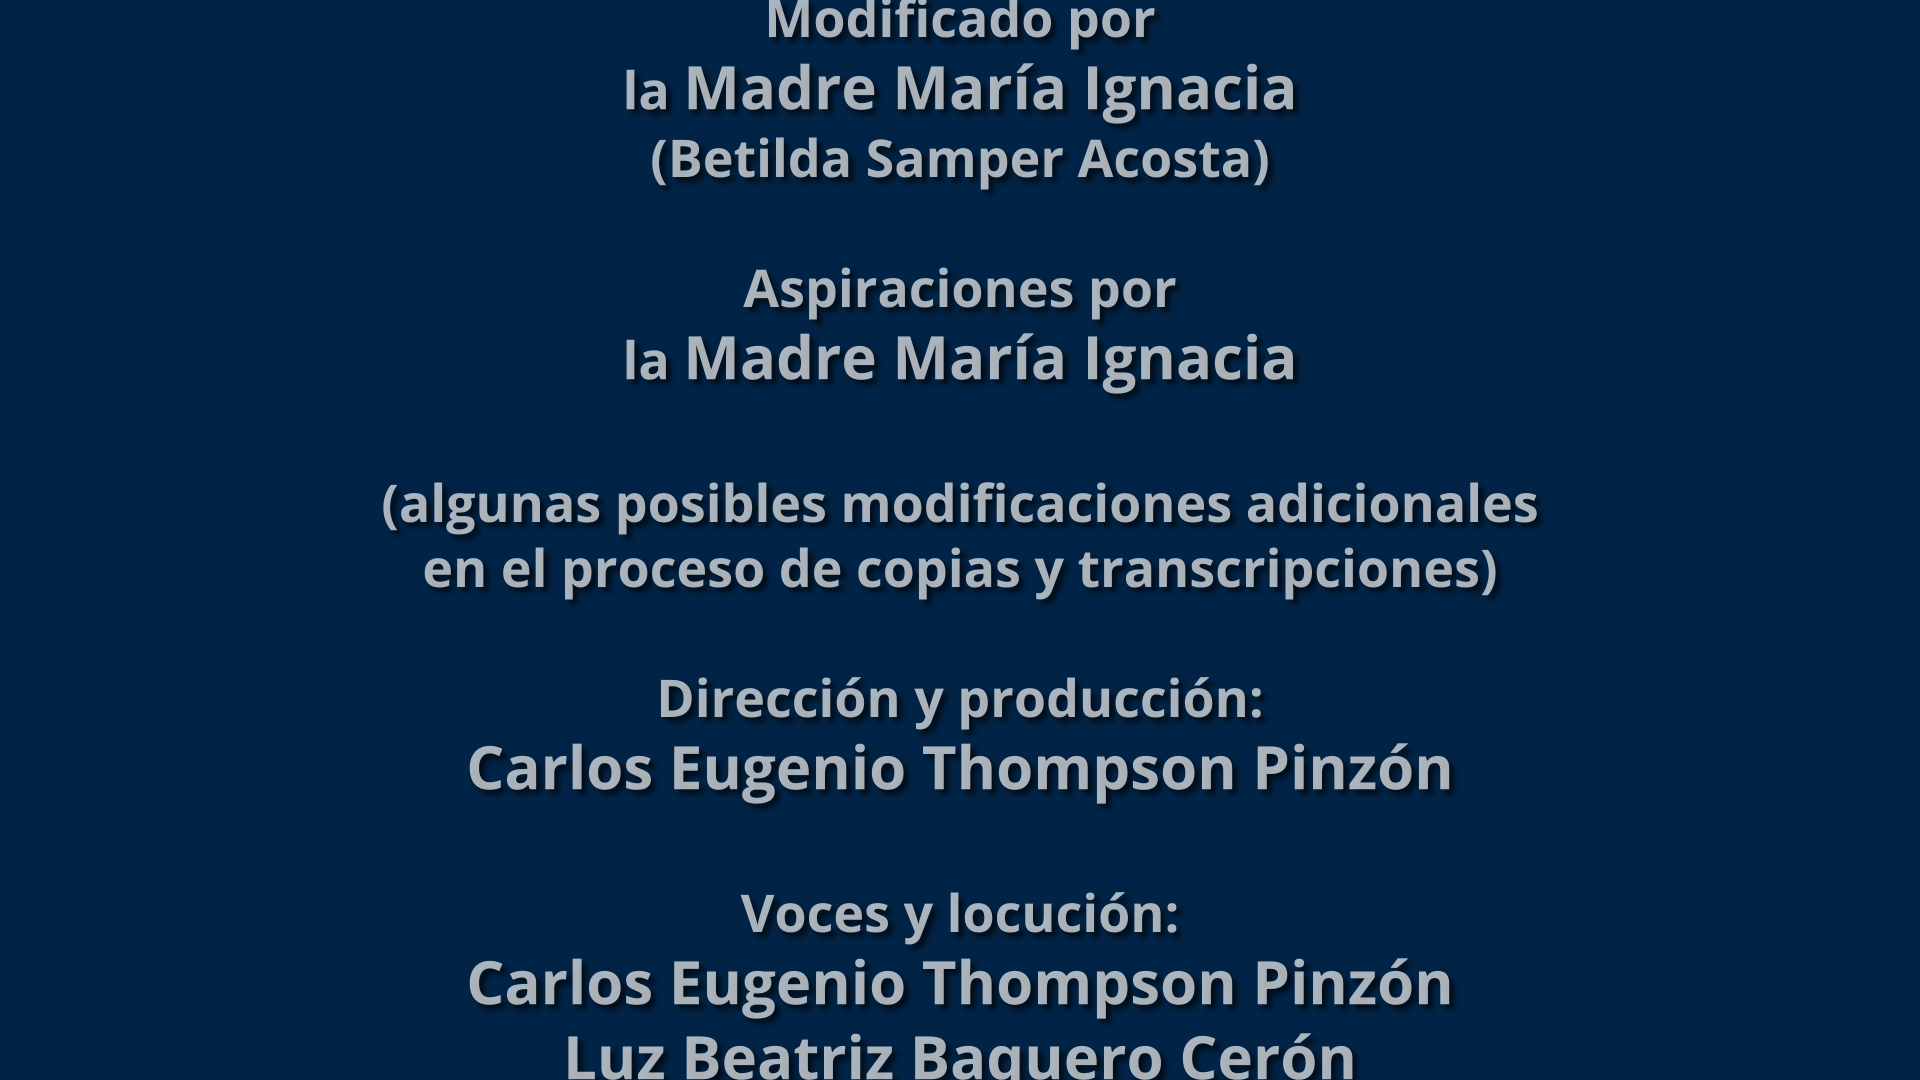 Modificado por
la Madre María Ignacia
(Betilda Samper Acosta)
Aspiraciones por
la Madre María Ignacia
(algunas posibles modificaciones adicionales
en el proceso de copias y transcripciones)
Dirección y producción:
Carlos Eugenio Thompson Pinzón
Voces y locución:
Carlos Eugenio Thompson Pinzón
Luz Beatriz Baquero Cerón